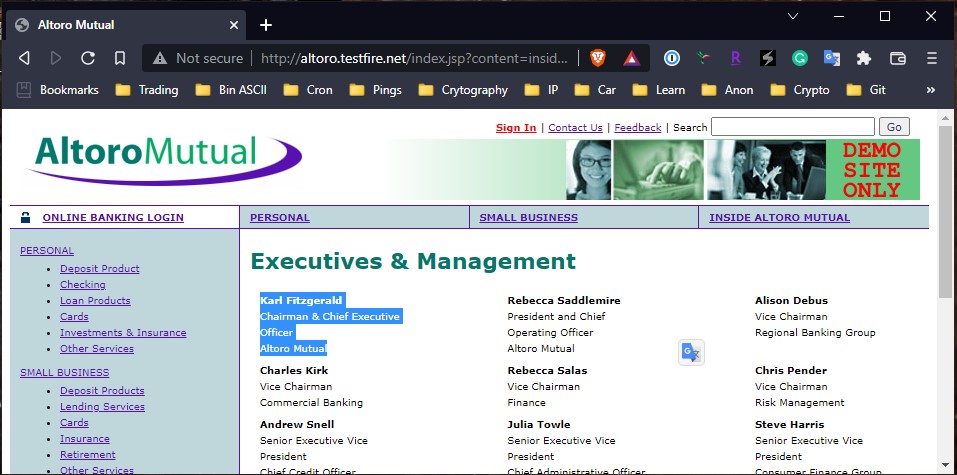 Altoro Mutual
Not secure | http://altoro.testfire.net/index.jsp?content=insid...
Bookmarks Trading Bin ASCII Cron Pings Crytography IP Car Learn Anon Crypto Git »
Sign In | Contact Us | Feedback | Search Go
AltoroMutual
DEMO
SITE
ONLY
ONLINE BANKING LOGIN PERSONAL SMALL BUSINESS INSIDE ALTORO MUTUAL
PERSONAL
Deposit Product
Checking
Loan Products
Cards
Investments & Insurance
Other Services
SMALL BUSINESS
Deposit Products
Lending Services
Cards
Insurance
Retirement
Other Services
Executives & Management
Karl Fitzgerald
Chairman & Chief Executive
Officer
Altoro Mutual
Rebecca Saddlemire
President and Chief
Operating Officer
Altoro Mutual
Alison Debus
Vice Chairman
Regional Banking Group
Charles Kirk
Vice Chairman
Commercial Banking
Rebecca Salas
Vice Chairman
Finance
Chris Pender
Vice Chairman
Risk Management
Andrew Snell
Senior Executive Vice
President
Chief Credit Officer
Julia Towle
Senior Executive Vice
President
Chief Administrative Officer
Steve Harris
Senior Executive Vice
President
Consumer Finance Group